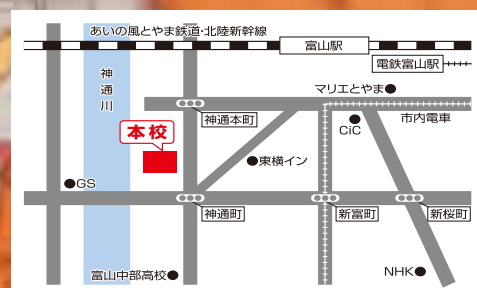 あいの風とやま鉄道・北陸新幹線
富山駅
電鉄富山駅
神通川
マリエとやま
神通本町
CiC
市内電車
本校
東横イン
GS
神通町
新富町
新桜町
富山中部高校
NHK